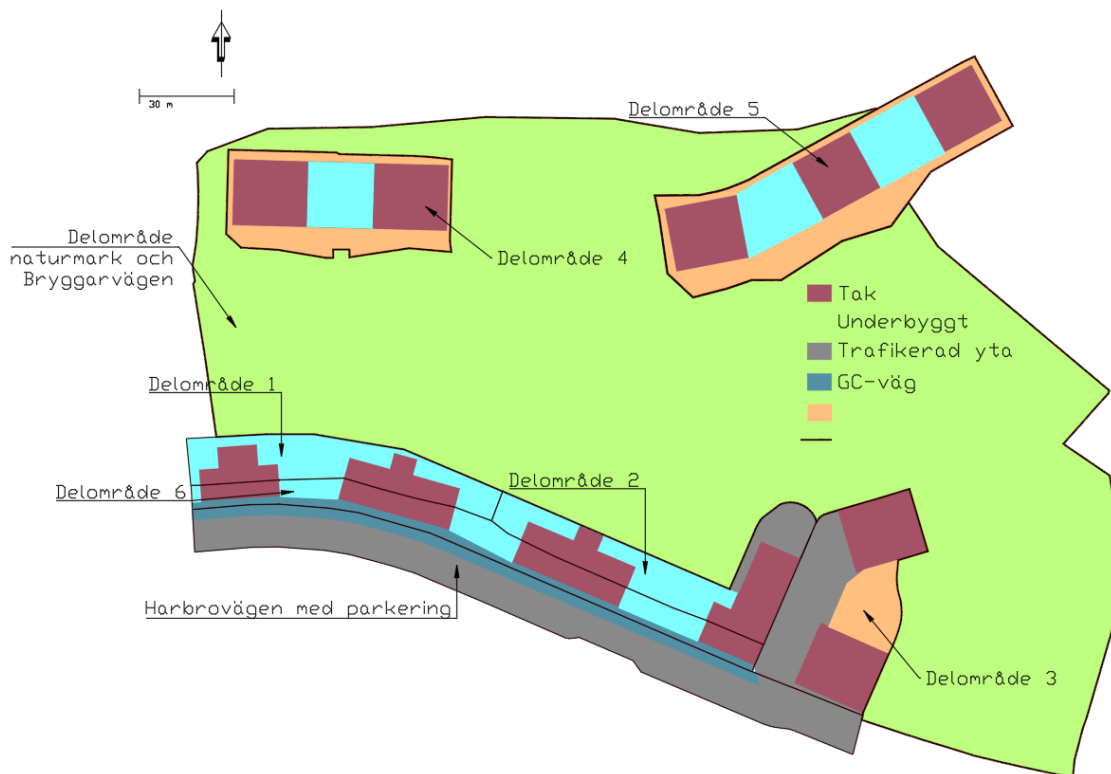 30 m
Delområde 5
Delområde
naturmark och
Bryggarvägen
Delområde 4
Tak
Underbyggt
Trafikerad yta
GC-väg
Delområde 1
Delområde 6
Delområde 2
Harbrovägen med parkering
Delområde 3